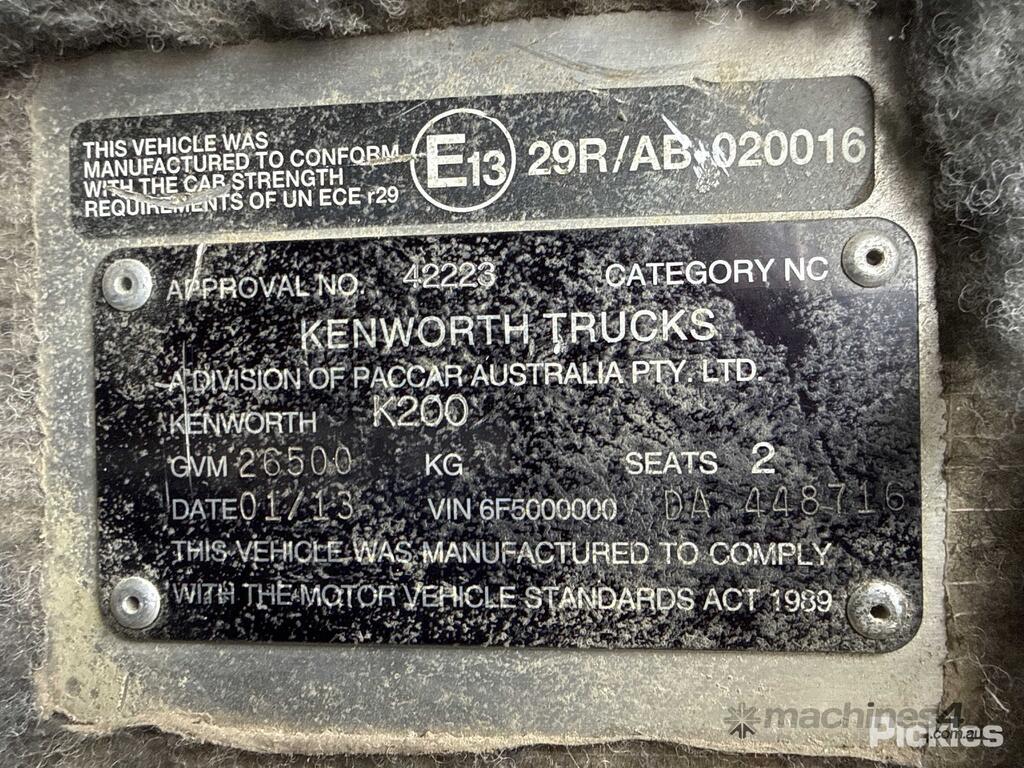 THIS VEHICLE WAS
MANUFACTURED TO CONFORM
WITH THE CAB STRENGTH
REQUIREMENTS OF UN ECE r29
E13 29R/AB 020016
APPROVAL NO. 42223 CATEGORY NC
KENWORTH TRUCKS
A DIVISION OF PACCAR AUSTRALIA PTY. LTD.
KENWORTH K200
GVM 26500 KG SEATS 2
DATE 01/13 VIN 6F5000000 DA 448716
THIS VEHICLE WAS MANUFACTURED TO COMPLY
WITH THE MOTOR VEHICLE STANDARDS ACT 1989
machines4
.com.au
Pickles